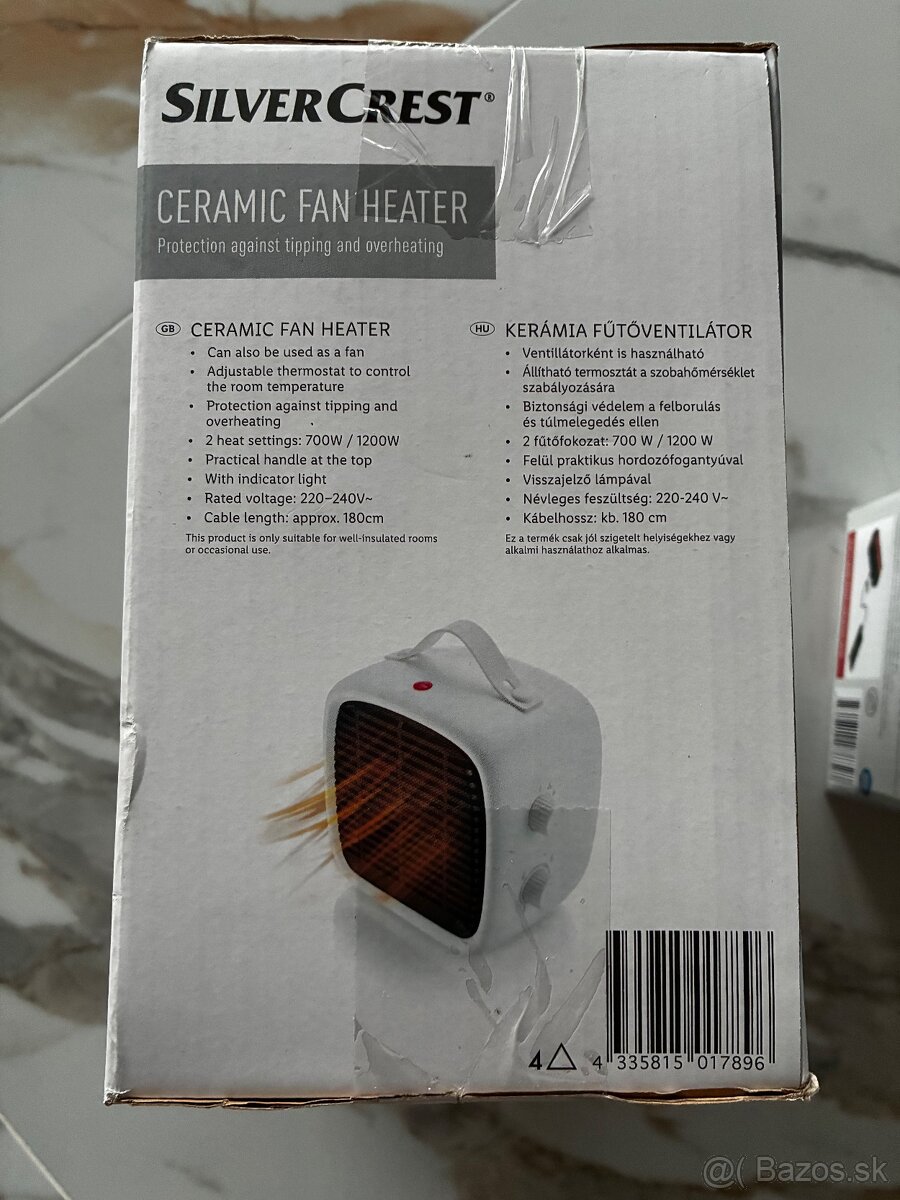 SILVERCREST®
CERAMIC FAN HEATER
Protection against tipping and overheating
GB CERAMIC FAN HEATER
• Can also be used as a fan
• Adjustable thermostat to control
the room temperature
• Protection against tipping and
overheating
• 2 heat settings: 700W / 1200W
• Practical handle at the top
• With indicator light
• Rated voltage: 220–240V~
• Cable length: approx. 180cm
This product is only suitable for well-insulated rooms
or occasional use.
HU KERÁMIA FŰTŐVENTILÁTOR
• Ventillátorként is használható
• Állítható termosztát a szobahőmérséklet
szabályozására
• Biztonsági védelem a felborulás
és túlmelegedés ellen
• 2 fűtőfokozat: 700 W / 1200 W
• Felül praktikus hordozófogantyúval
• Visszajelző lámpával
• Névleges feszültség: 220-240 V~
• Kábelhossz: kb. 180 cm
Ez a termék csak jól szigetelt helyiségekhez vagy
alkalmi használathoz alkalmas.
4 4 335815 017896
@( Bazos.sk